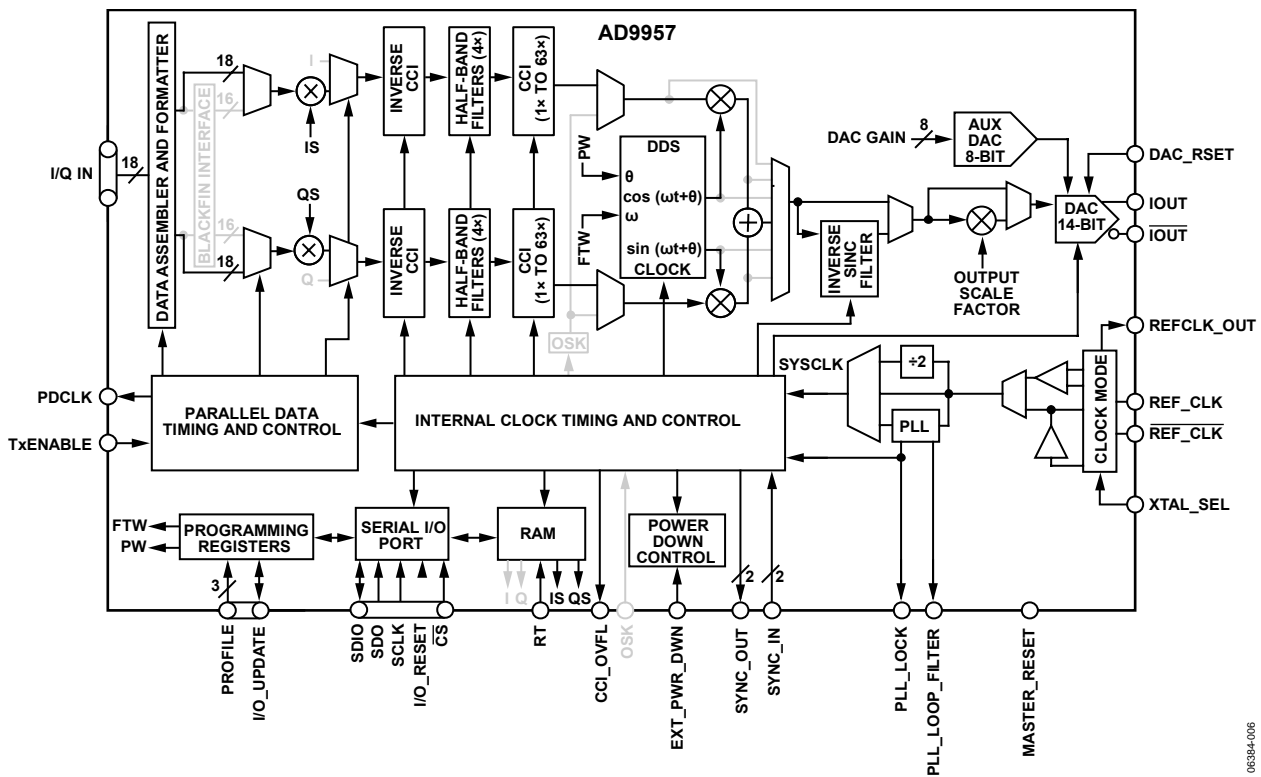 AD9957
I/Q IN
18
DATA ASSEMBLER AND FORMATTER
18
16
BLACKFIN INTERFACE
16
18
IS
QS
I
Q
INVERSE
CCI
HALF-BAND
FILTERS (4×)
CCI
(1× TO 63×)
INVERSE
CCI
HALF-BAND
FILTERS (4×)
CCI
(1× TO 63×)
OSK
PW
FTW
DDS
θ
cos (ωt+θ)
ω
sin (ωt+θ)
CLOCK
INVERSE
SINC
FILTER
OUTPUT
SCALE
FACTOR
DAC GAIN
8
AUX
DAC
8-BIT
DAC
14-BIT
DAC_RSET
IOUT
IOUT
REFCLK_OUT
REF_CLK
REF_CLK
XTAL_SEL
CLOCK MODE
SYSCLK
÷2
PLL
PDCLK
TxENABLE
PARALLEL DATA
TIMING AND CONTROL
INTERNAL CLOCK TIMING AND CONTROL
FTW
PW
PROGRAMMING
REGISTERS
SERIAL I/O
PORT
RAM
POWER
DOWN
CONTROL
3
I
Q
IS
QS
2
2
PROFILE
I/O_UPDATE
SDIO
SDO
SCLK
I/O_RESET
CS
RT
CCI_OVFL
OSK
EXT_PWR_DWN
SYNC_OUT
SYNC_IN
PLL_LOCK
PLL_LOOP_FILTER
MASTER_RESET
06384-006